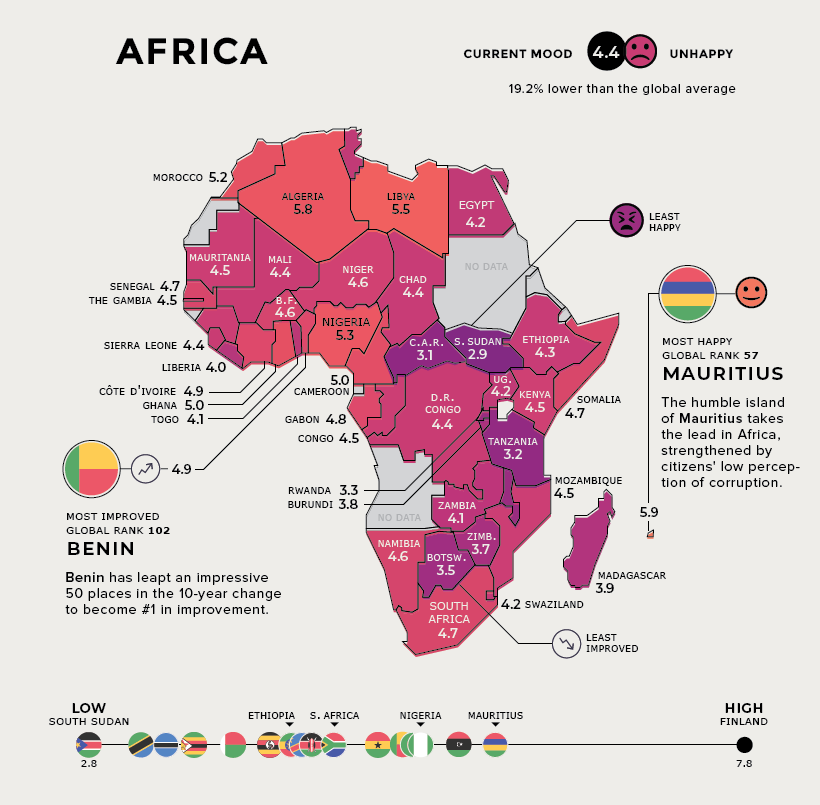 AFRICA
CURRENT MOOD 4.4 UNHAPPY
19.2% lower than the global average
MOROCCO 5.2
ALGERIA
5.8
LIBYA
5.5
EGYPT
4.2
LEAST
HAPPY
MAURITANIA
4.5
MALI
4.4
NIGER
4.6
CHAD
4.4
NO DATA
SENEGAL 4.7
THE GAMBIA 4.5
B.F.
4.6
NIGERIA
5.3
C.A.R.
3.1
S. SUDAN
2.9
ETHIOPIA
4.3
SIERRA LEONE 4.4
LIBERIA 4.0
CÔTE D'IVOIRE 4.9
GHANA 5.0
TOGO 4.1
5.0
CAMEROON
GABON 4.8
CONGO 4.5
D.R.
CONGO
4.4
UG.
4.2
KENYA
4.5
SOMALIA
4.7
TANZANIA
3.2
MOST HAPPY
GLOBAL RANK 57
MAURITIUS
The humble island
of Mauritius takes
the lead in Africa,
strengthened by
citizens' low percep-
tion of corruption.
5.9
4.9
MOST IMPROVED
GLOBAL RANK 102
BENIN
Benin has leapt an impressive
50 places in the 10-year change
to become #1 in improvement.
RWANDA 3.3
BURUNDI 3.8
NO DATA
ZAMBIA
4.1
MOZAMBIQUE
4.5
NAMIBIA
4.6
ZIMB.
3.7
BOTSW.
3.5
MADAGASCAR
3.9
SOUTH
AFRICA
4.7
4.2 SWAZILAND
LEAST
IMPROVED
LOW
SOUTH SUDAN
2.8
ETHIOPIA
S. AFRICA
NIGERIA
MAURITIUS
HIGH
FINLAND
7.8